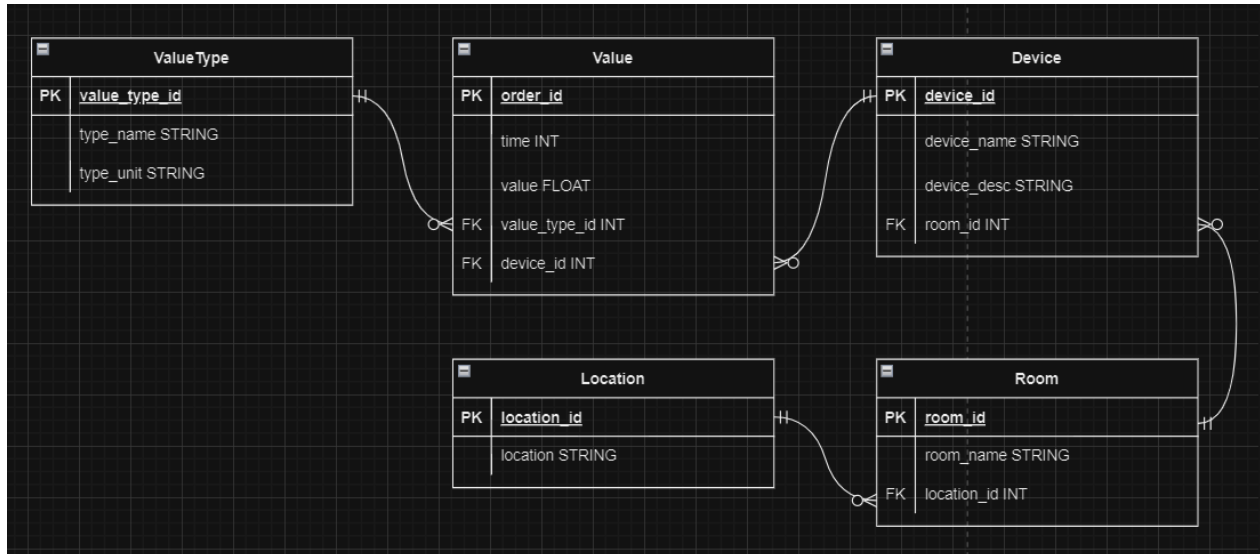 ValueType
PK value_type_id
type_name STRING
type_unit STRING
Value
PK order_id
time INT
value FLOAT
FK value_type_id INT
FK device_id INT
Device
PK device_id
device_name STRING
device_desc STRING
FK room_id INT
Location
PK location_id
location STRING
Room
PK room_id
room_name STRING
FK location_id INT